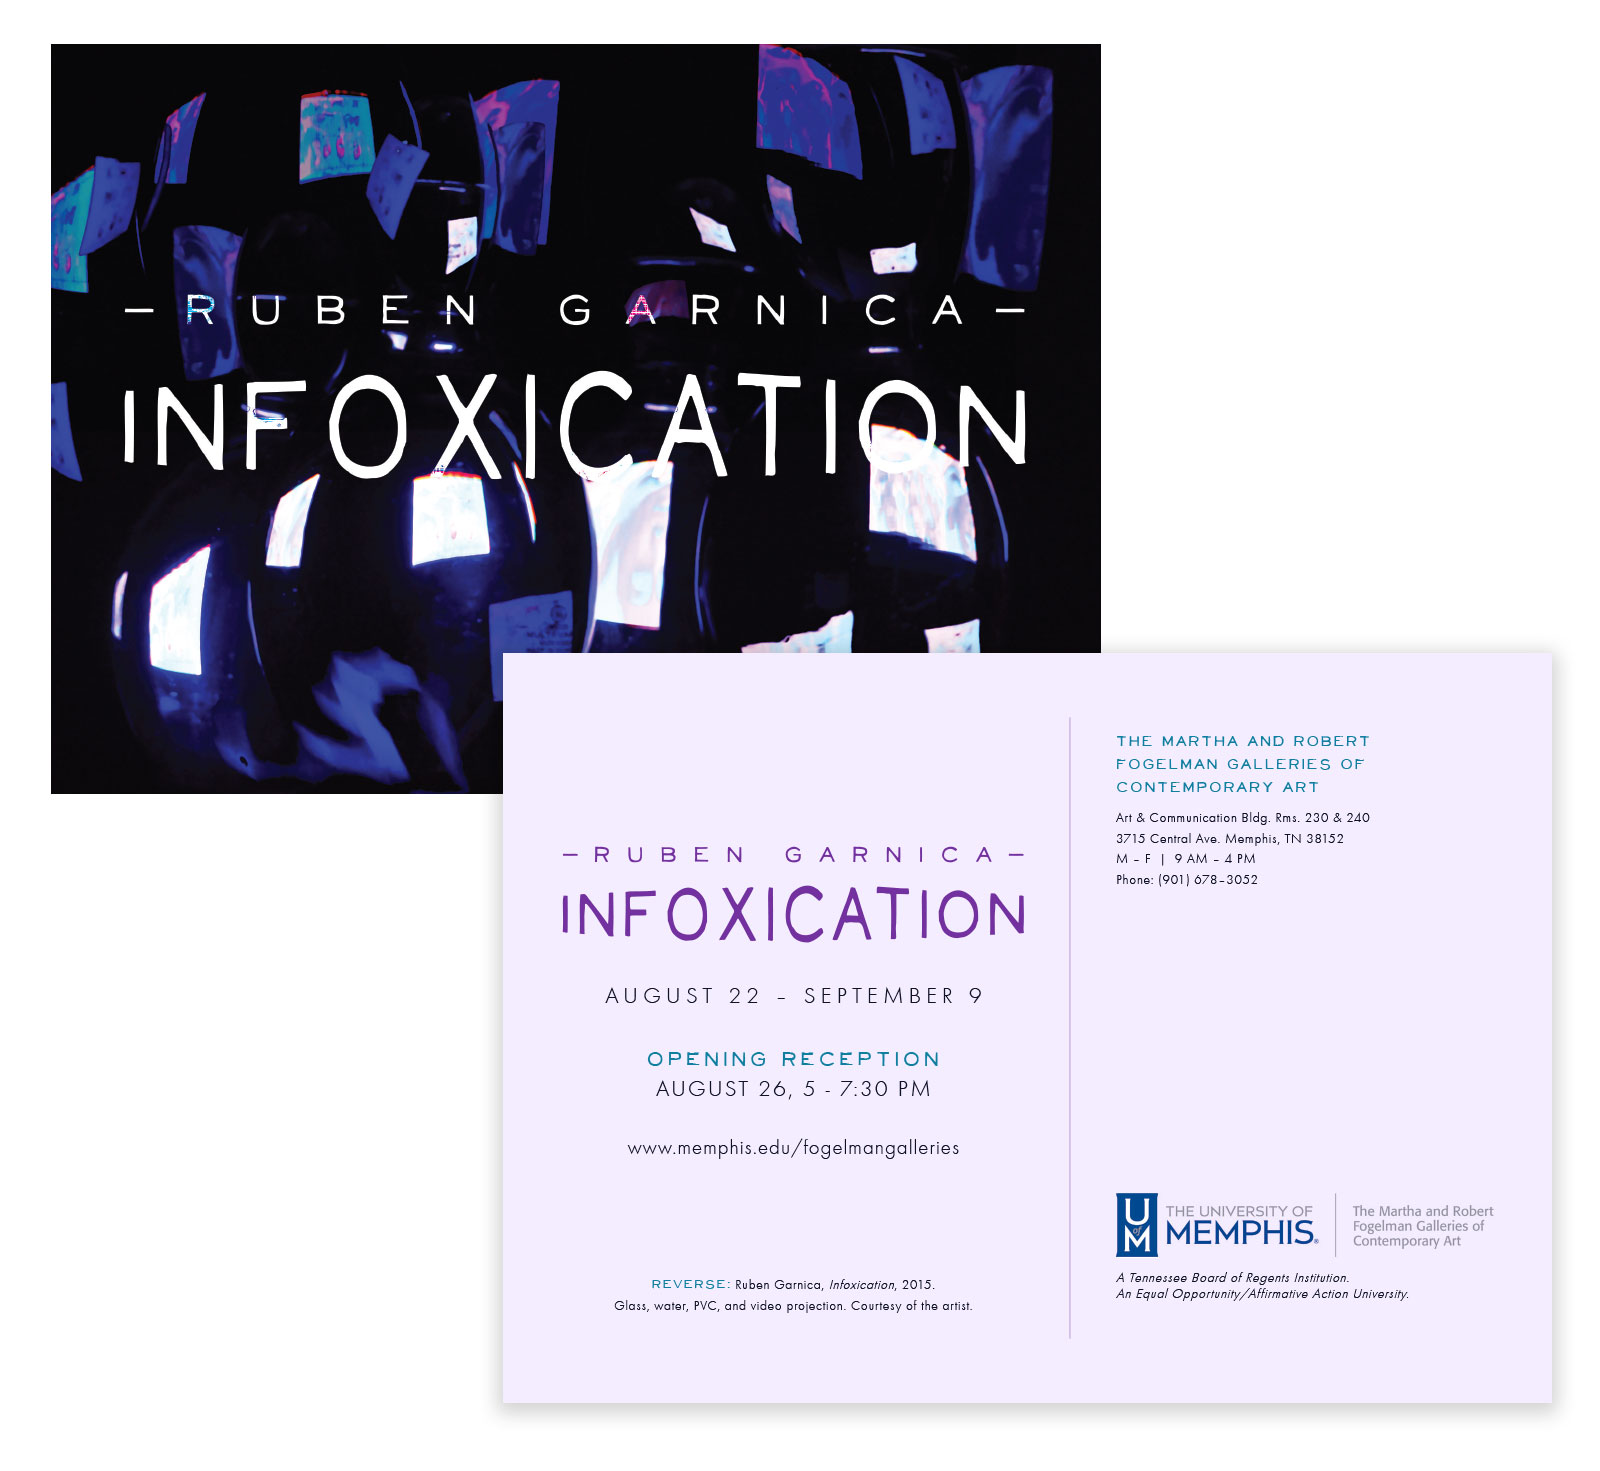 – RUBEN GARNICA –
INFOXICATION
– RUBEN GARNICA –
INFOXICATION
AUGUST 22 – SEPTEMBER 9
OPENING RECEPTION
AUGUST 26, 5 - 7:30 PM
www.memphis.edu/fogelmangalleries
REVERSE: Ruben Garnica, Infoxication, 2015.
Glass, water, PVC, and video projection. Courtesy of the artist.
THE MARTHA AND ROBERT
FOGELMAN GALLERIES OF
CONTEMPORARY ART
Art & Communication Bldg. Rms. 230 & 240
3715 Central Ave. Memphis, TN 38152
M – F | 9 AM – 4 PM
Phone: (901) 678–3052
U of M
THE UNIVERSITY OF
MEMPHIS®
The Martha and Robert
Fogelman Galleries of
Contemporary Art
A Tennessee Board of Regents Institution.
An Equal Opportunity/Affirmative Action University.